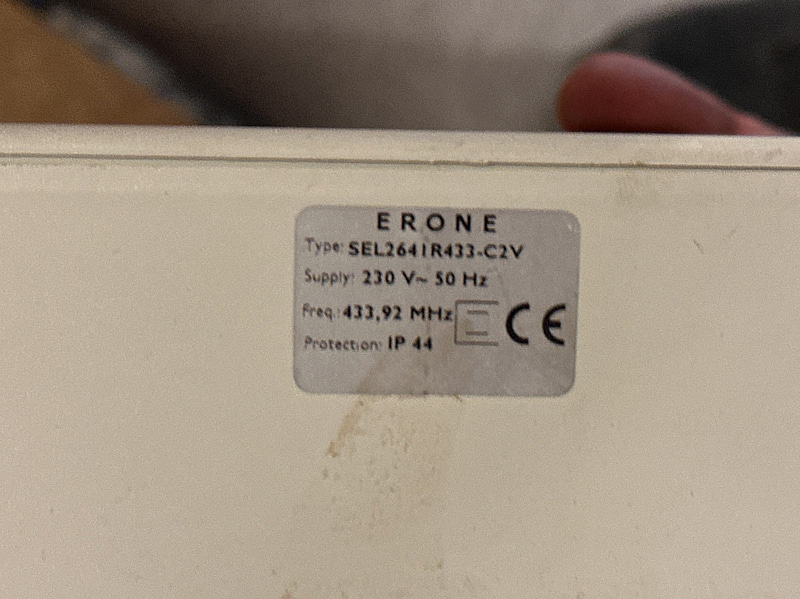 ERONE
Type: SEL2641R433-C2V
Supply: 230 V~ 50 Hz
Freq.: 433,92 MHz
Protection: IP 44
CE